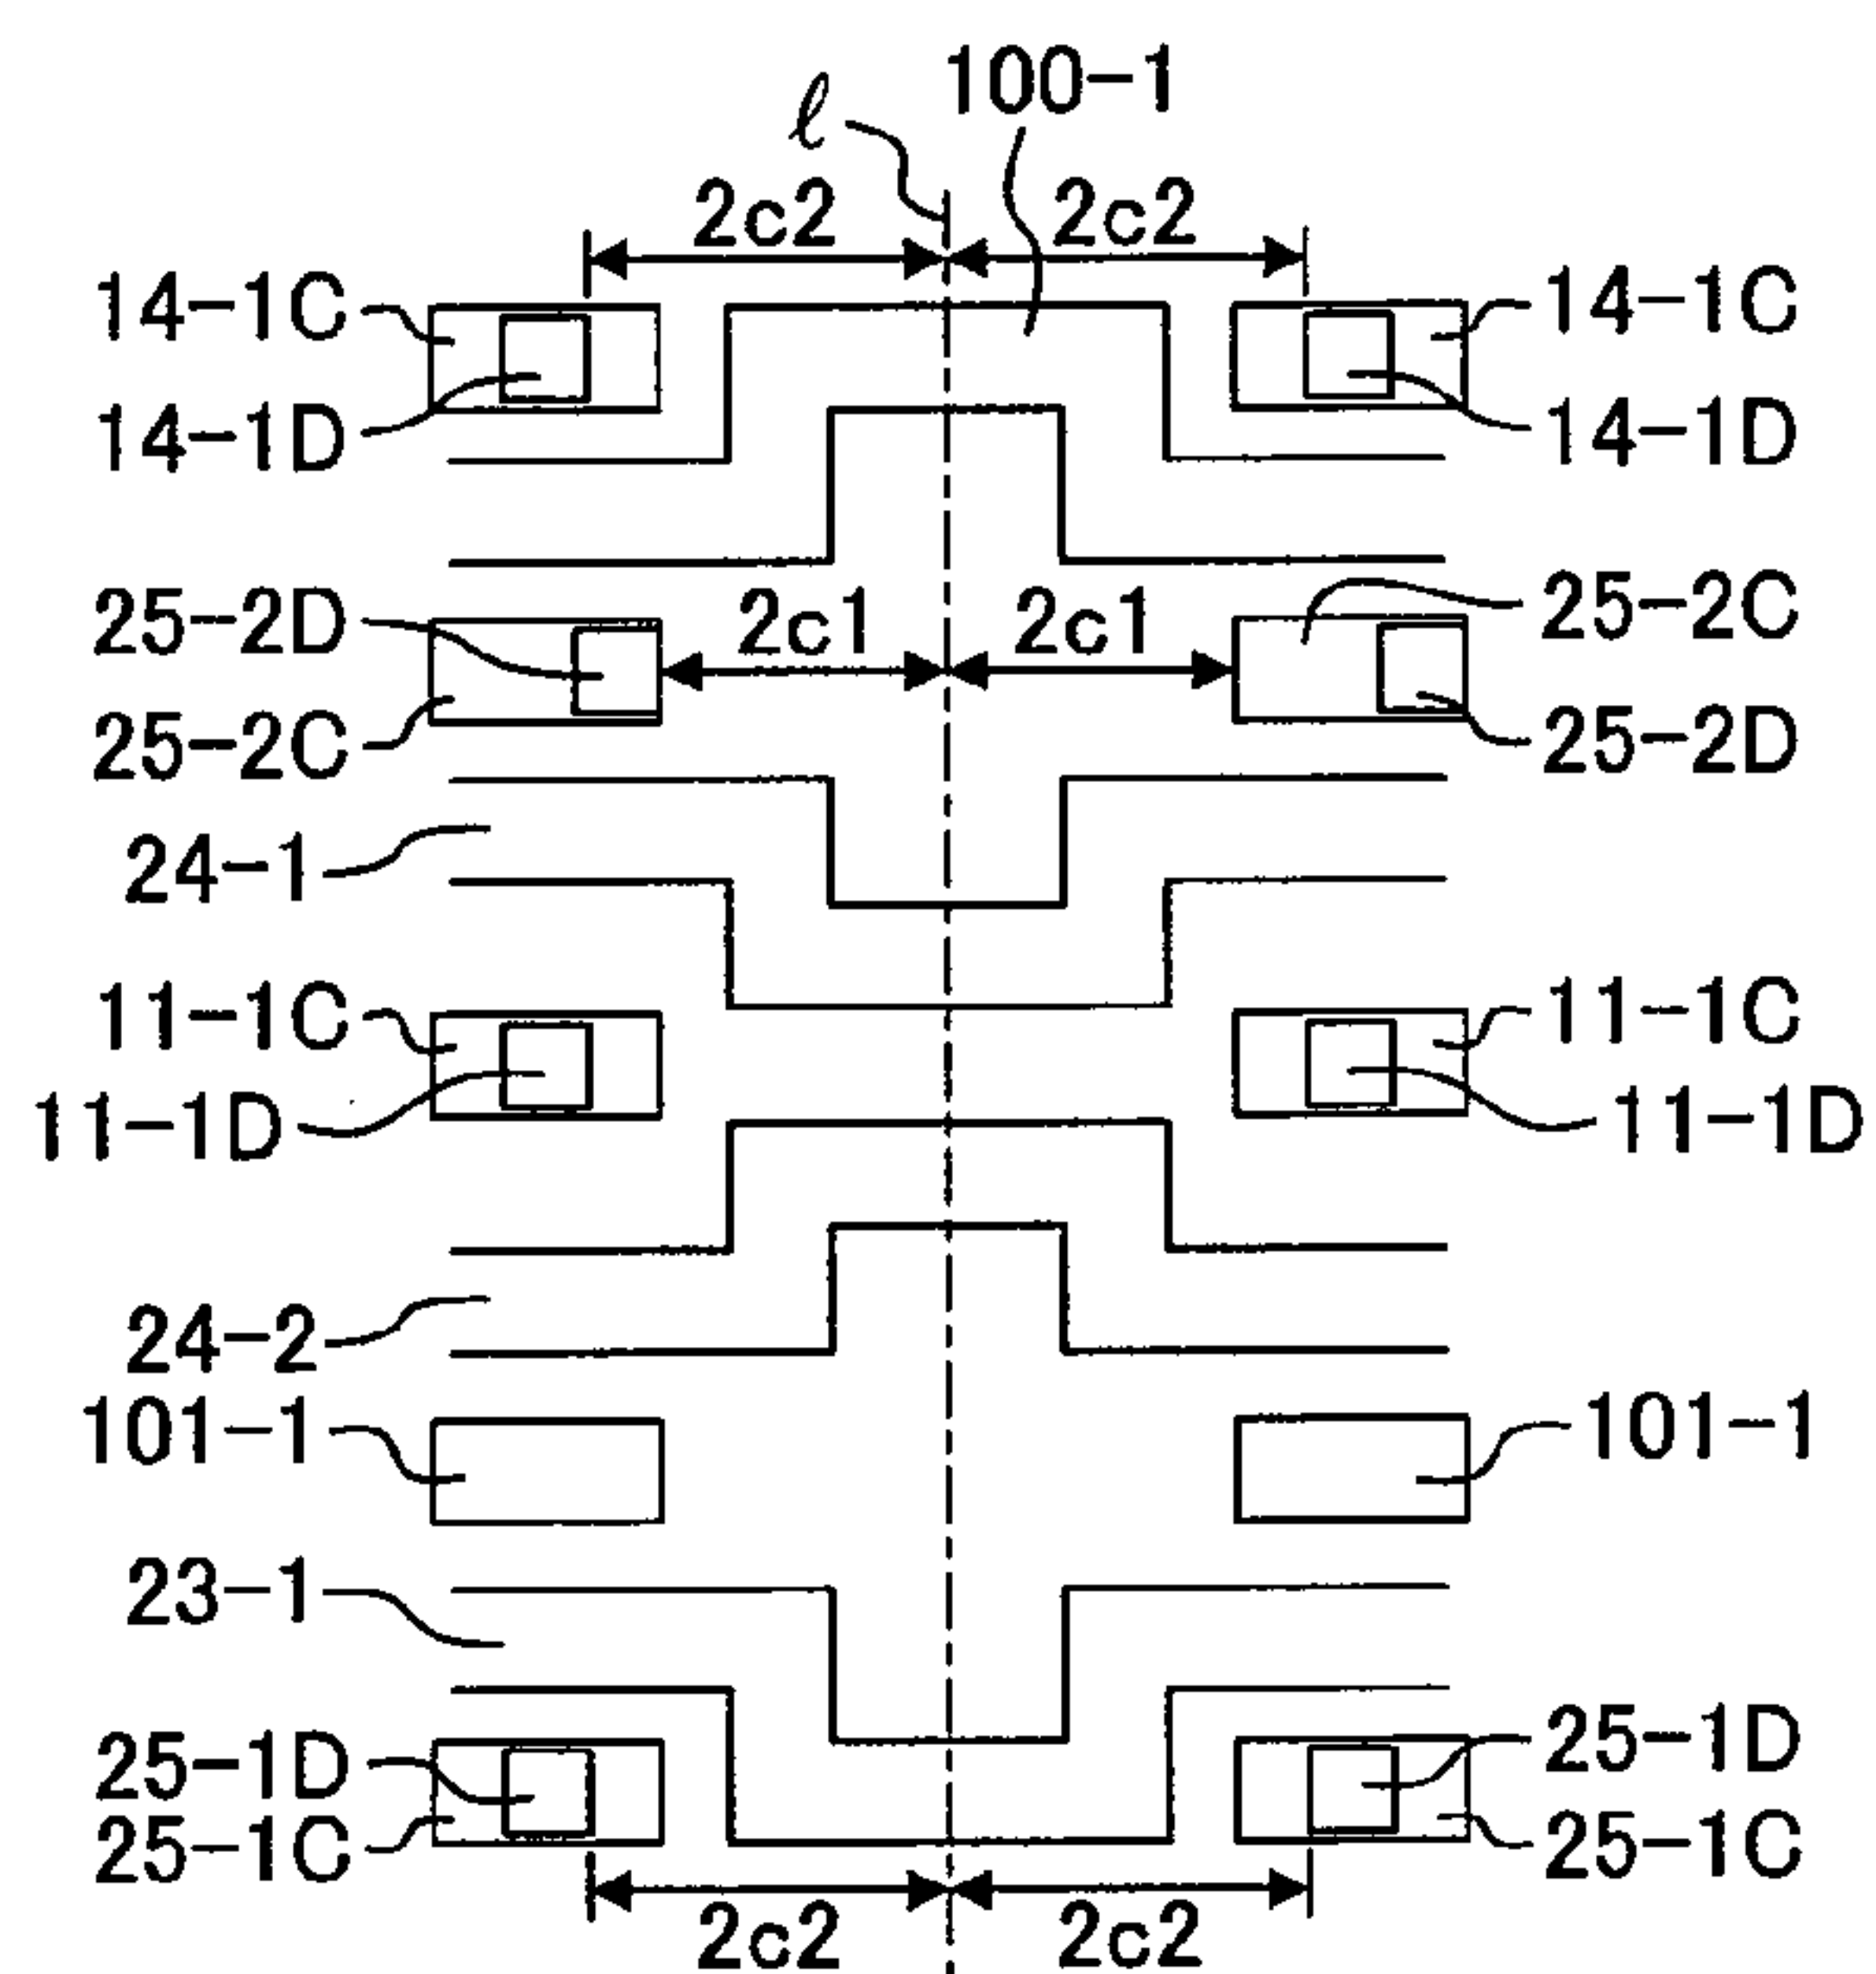 ℓ 100-1
2c2 2c2
14-1C 14-1C
14-1D 14-1D
25-2D 2c1 2c1 25-2C
25-2C 25-2D
24-1
11-1C 11-1C
11-1D 11-1D
24-2
101-1 101-1
23-1
25-1D 25-1D
25-1C 25-1C
2c2 2c2